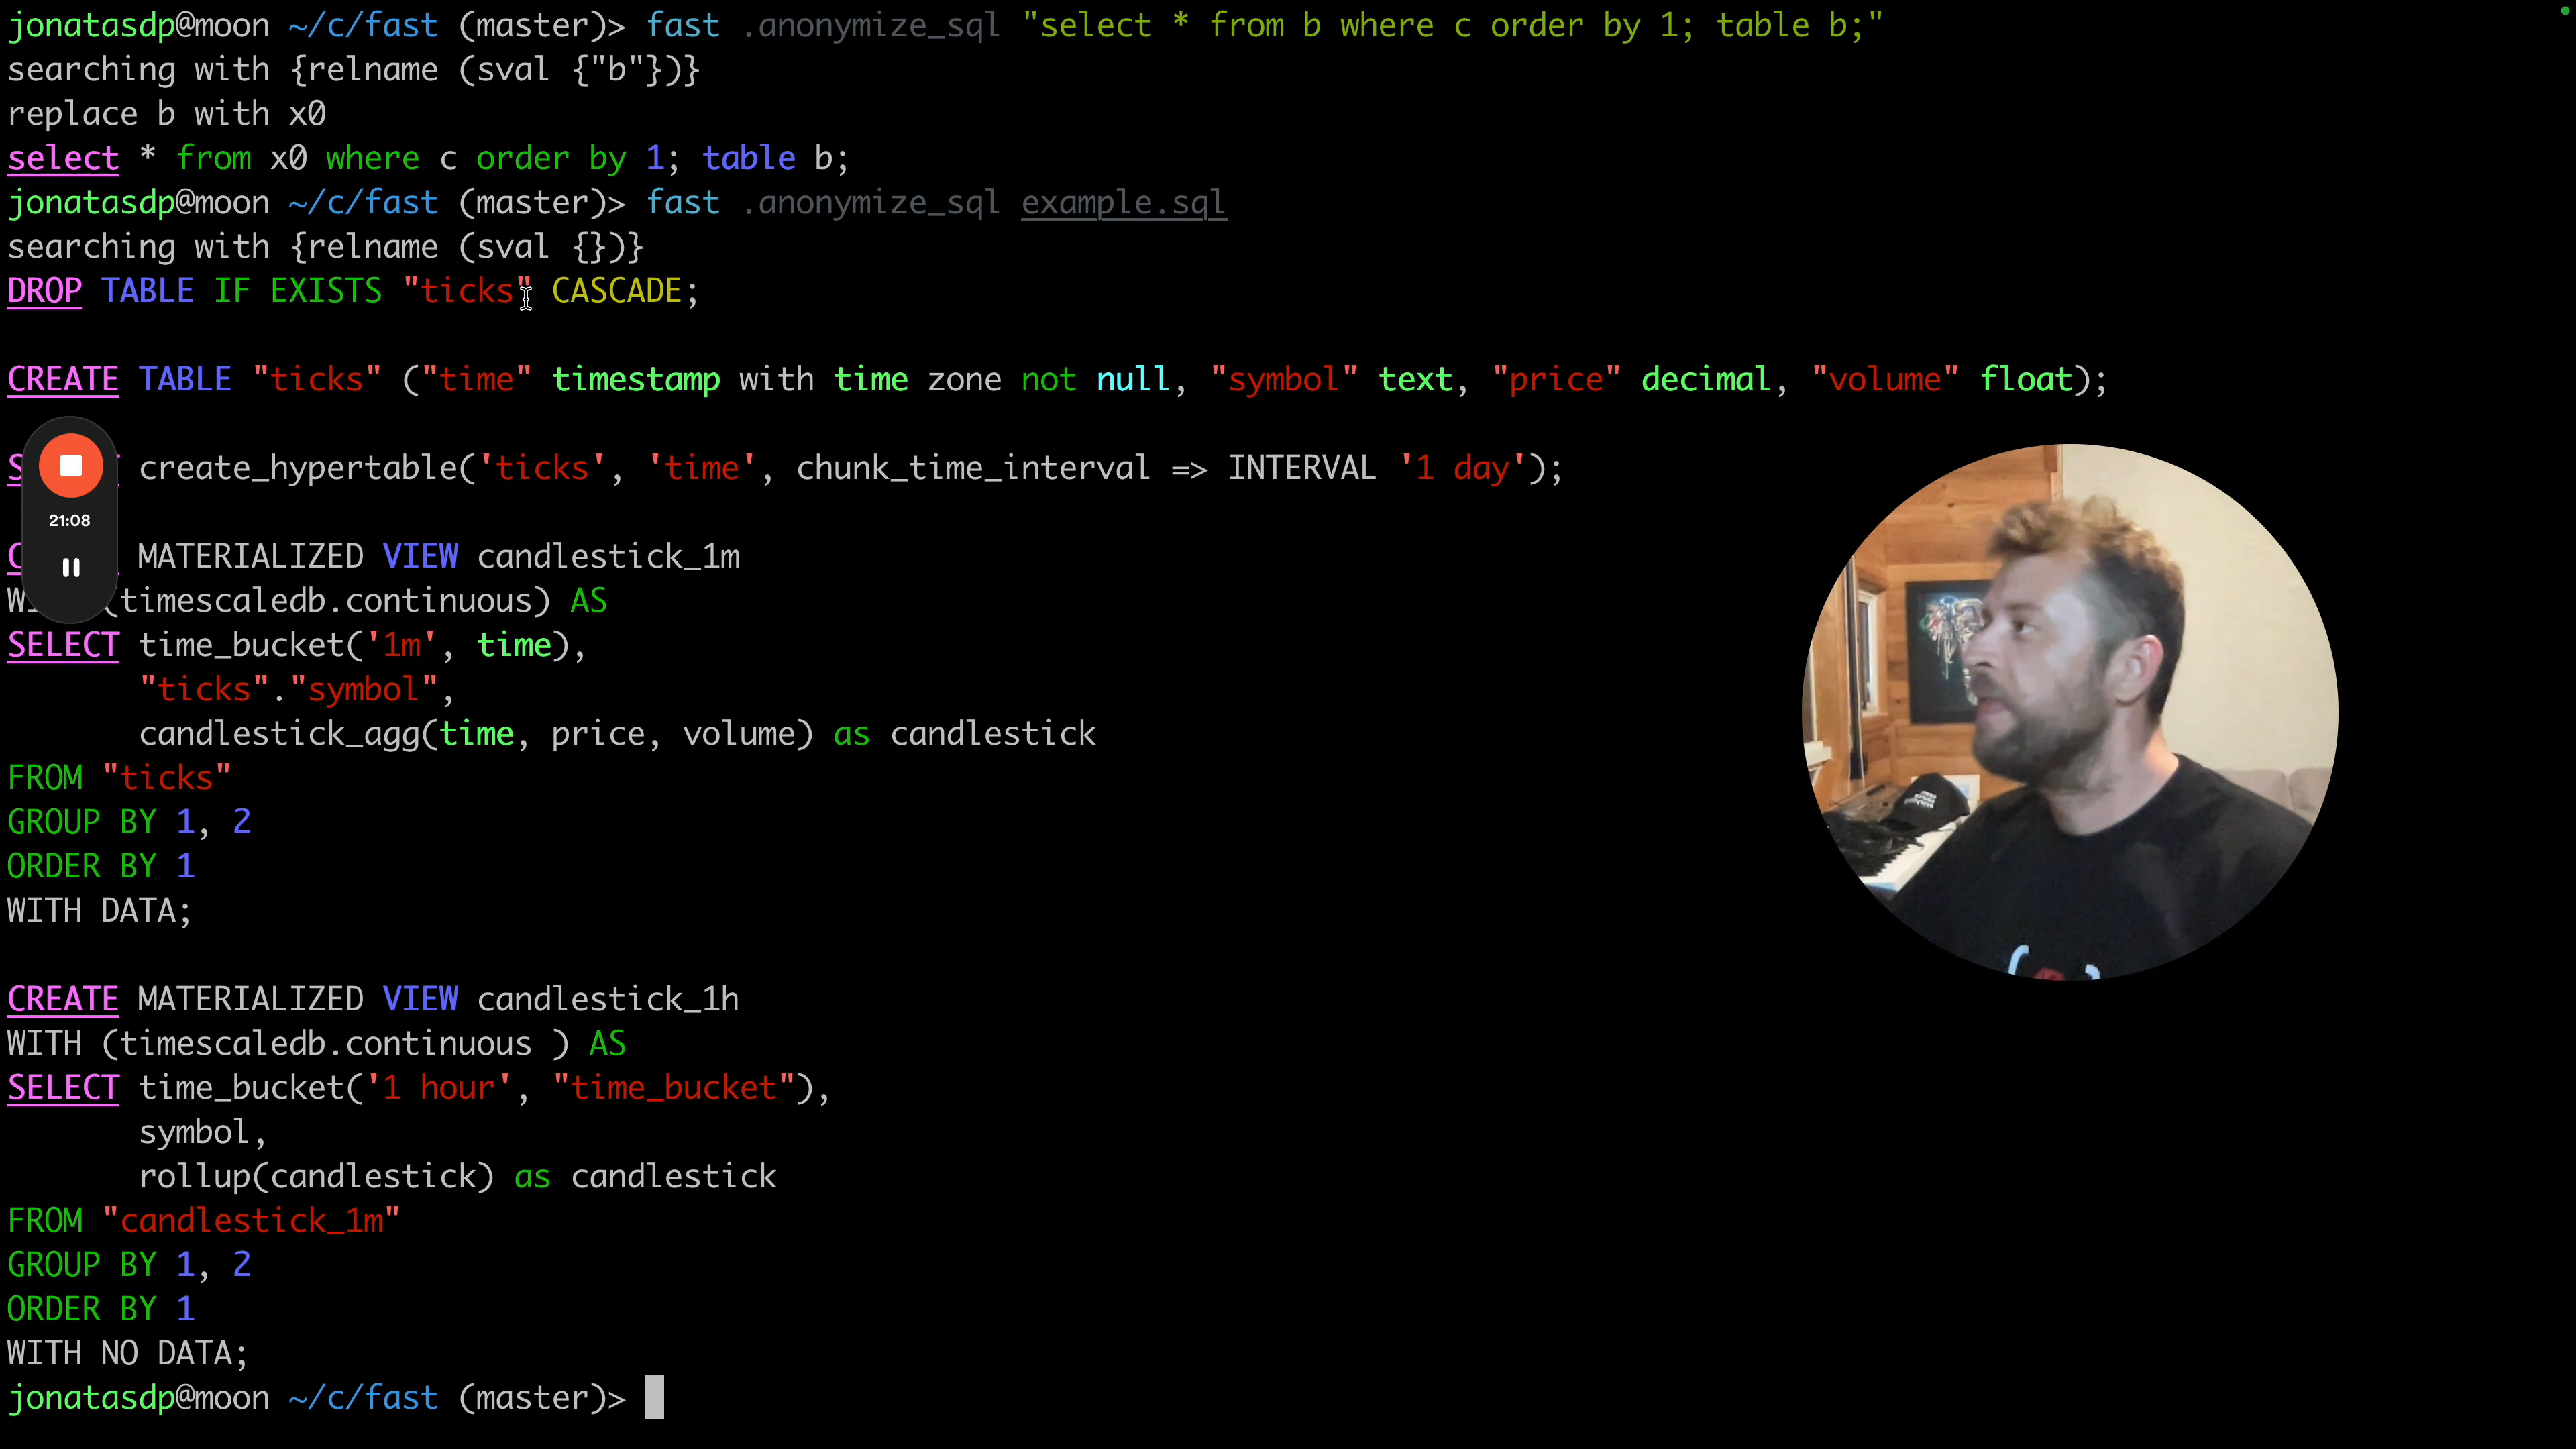 jonatasdp@moon ~/c/fast (master)> fast .anonymize_sql "select * from b where c order by 1; table b;"
searching with {relname (sval {"b"})}
replace b with x0
select * from x0 where c order by 1; table b;
jonatasdp@moon ~/c/fast (master)> fast .anonymize_sql example.sql
searching with {relname (sval {})}
DROP TABLE IF EXISTS "ticks" CASCADE;
CREATE TABLE "ticks" ("time" timestamp with time zone not null, "symbol" text, "price" decimal, "volume" float);
create_hypertable('ticks', 'time', chunk_time_interval => INTERVAL '1 day');
21:08
MATERIALIZED VIEW candlestick_1m
(timescaledb.continuous) AS
SELECT time_bucket('1m', time),
"ticks"."symbol",
candlestick_agg(time, price, volume) as candlestick
FROM "ticks"
GROUP BY 1, 2
ORDER BY 1
WITH DATA;
CREATE MATERIALIZED VIEW candlestick_1h
WITH (timescaledb.continuous ) AS
SELECT time_bucket('1 hour', "time_bucket"),
symbol,
rollup(candlestick) as candlestick
FROM "candlestick_1m"
GROUP BY 1, 2
ORDER BY 1
WITH NO DATA;
jonatasdp@moon ~/c/fast (master)>